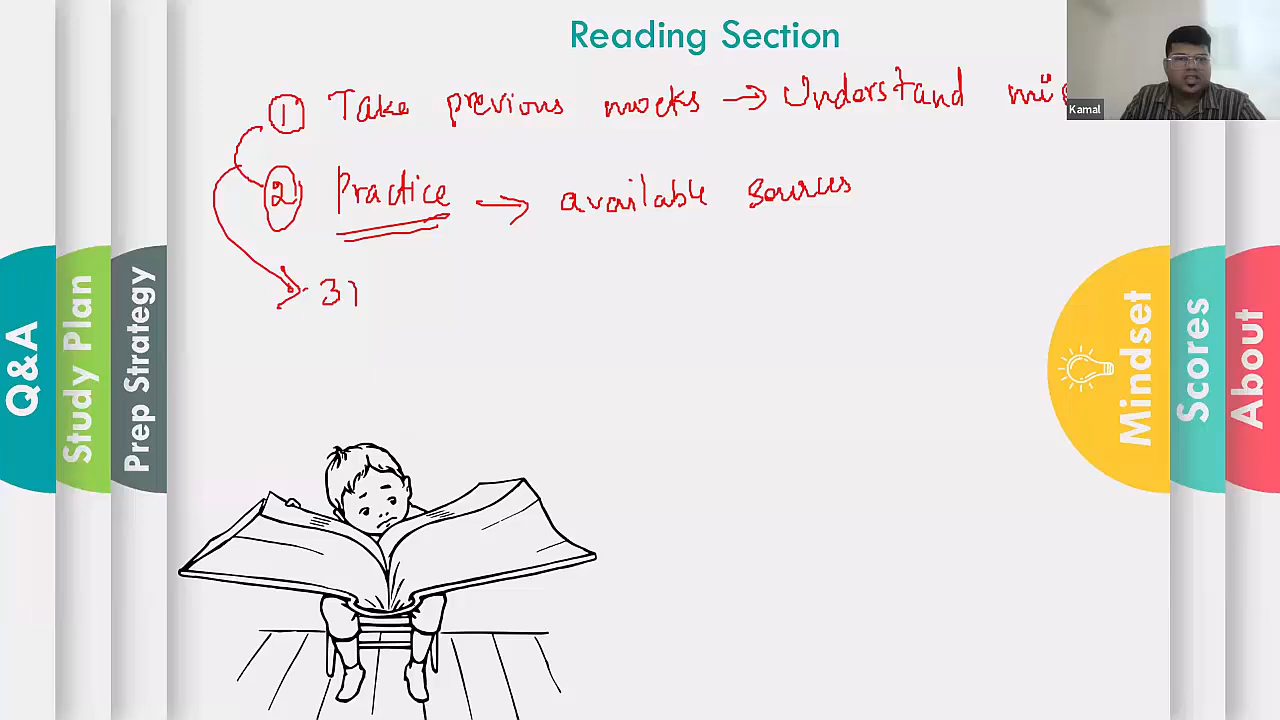 Reading Section
① Take previous mocks → Understand
Kamal
② Practice → available sources
Q&A
Study Plan
Prep Strategy
Mindset
Scores
About